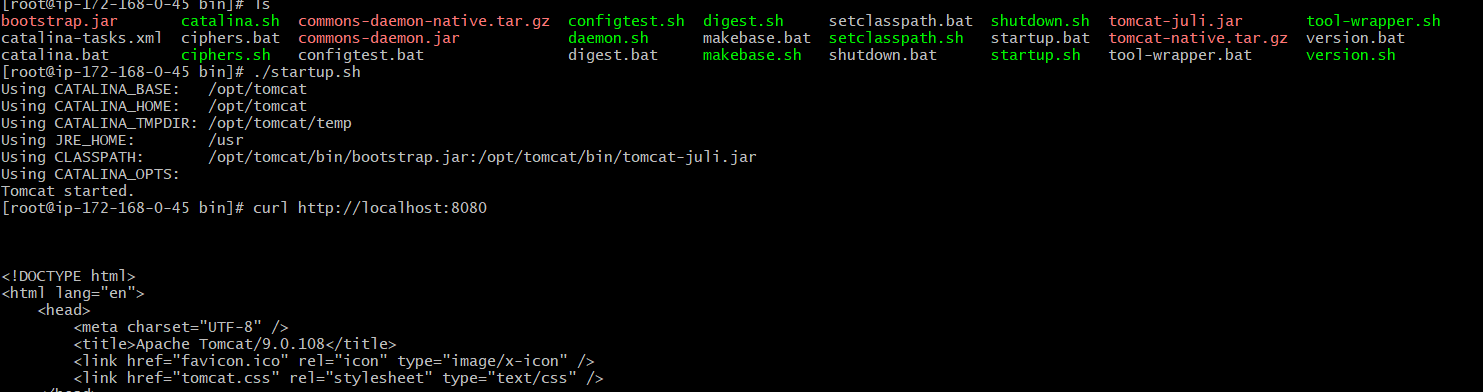 [root@ip-172-168-0-45 bin]# ls
bootstrap.jar catalina.sh commons-daemon-native.tar.gz configtest.sh digest.sh setclasspath.bat shutdown.sh tomcat-juli.jar tool-wrapper.sh
catalina-tasks.xml ciphers.bat commons-daemon.jar daemon.sh makebase.bat setclasspath.sh startup.bat tomcat-native.tar.gz version.bat
catalina.bat ciphers.sh configtest.bat digest.bat makebase.sh shutdown.bat startup.sh tool-wrapper.bat version.sh
[root@ip-172-168-0-45 bin]# ./startup.sh
Using CATALINA_BASE: /opt/tomcat
Using CATALINA_HOME: /opt/tomcat
Using CATALINA_TMPDIR: /opt/tomcat/temp
Using JRE_HOME: /usr
Using CLASSPATH: /opt/tomcat/bin/bootstrap.jar:/opt/tomcat/bin/tomcat-juli.jar
Using CATALINA_OPTS:
Tomcat started.
[root@ip-172-168-0-45 bin]# curl http://localhost:8080
<!DOCTYPE html>
<html lang="en">
<head>
<meta charset="UTF-8" />
<title>Apache Tomcat/9.0.108</title>
<link href="favicon.ico" rel="icon" type="image/x-icon" />
<link href="tomcat.css" rel="stylesheet" type="text/css" />
</head>